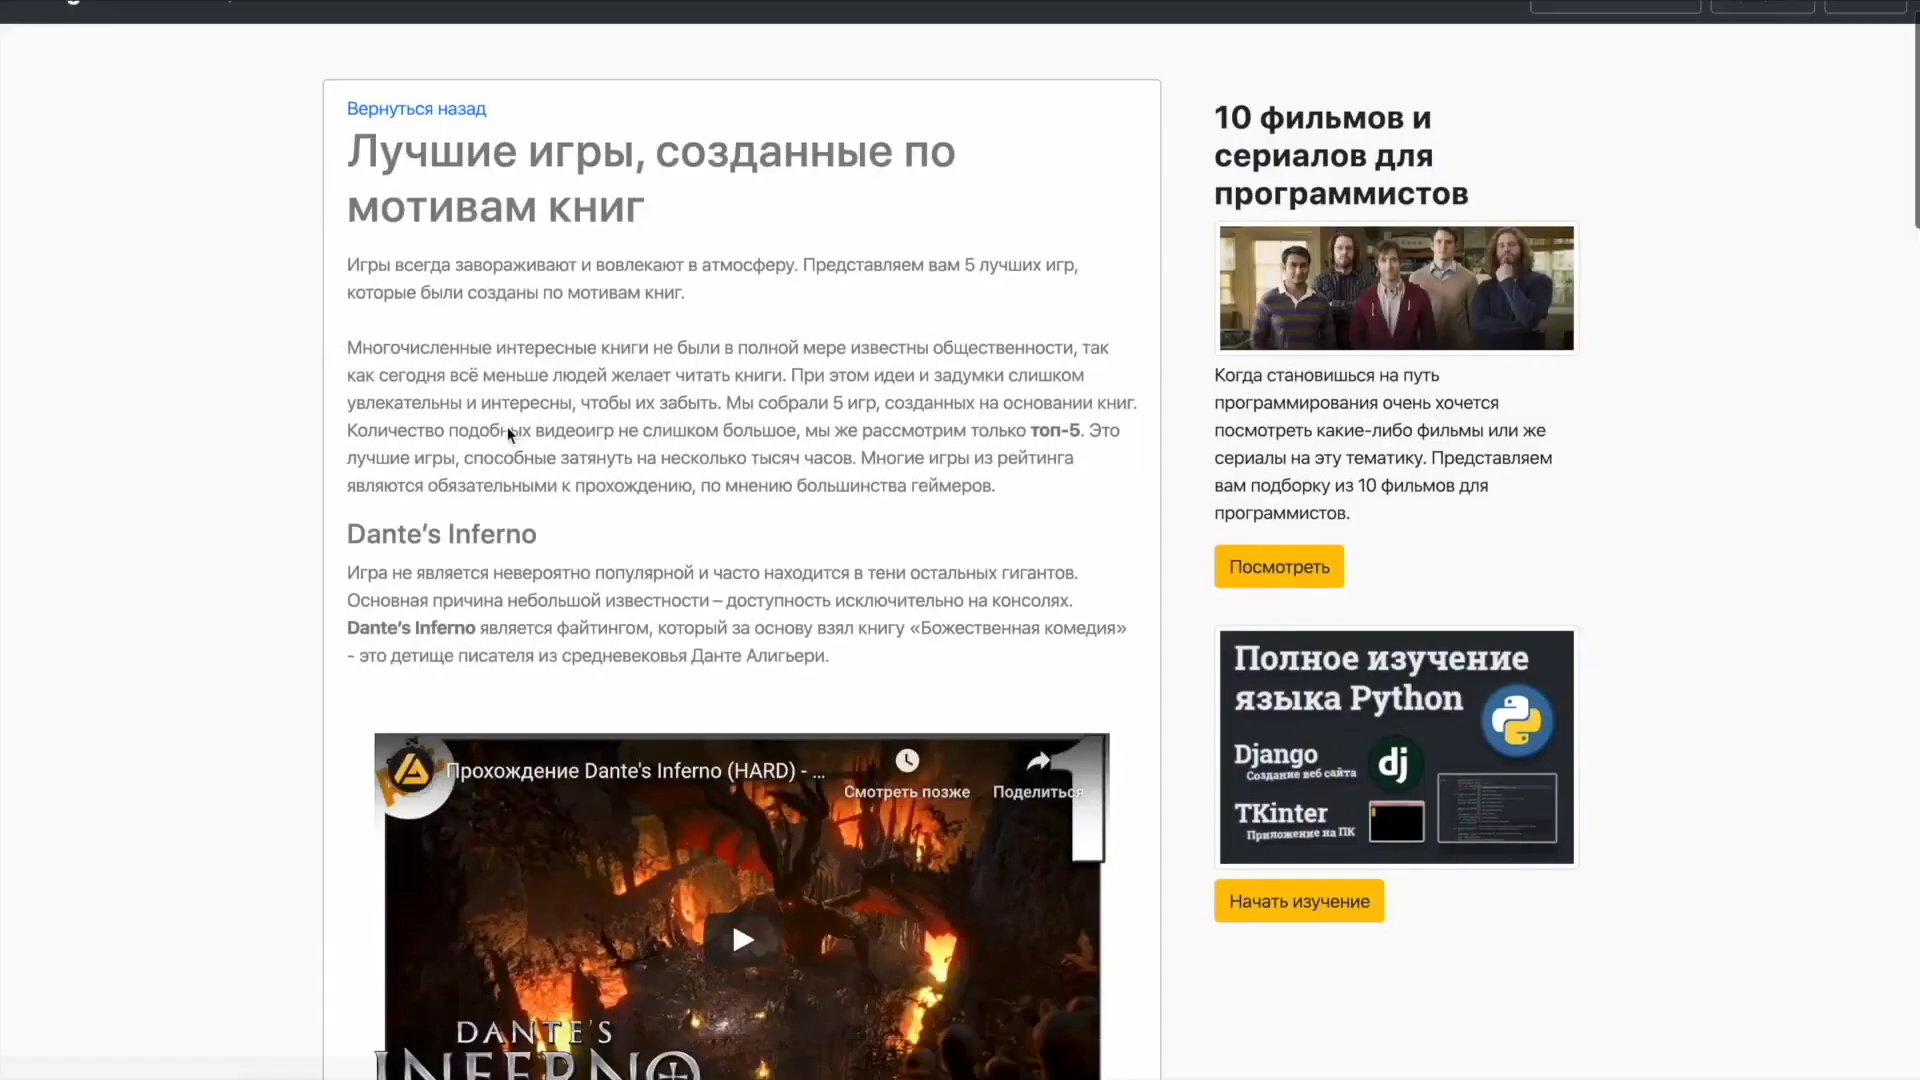 Вернуться назад
Лучшие игры, созданные по
мотивам книг
Игры всегда завораживают и вовлекают в атмосферу. Представляем вам 5 лучших игр,
которые были созданы по мотивам книг.
Многочисленные интересные книги не были в полной мере известны общественности, так
как сегодня всё меньше людей желает читать книги. При этом идеи и задумки слишком
увлекательны и интересны, чтобы их забыть. Мы собрали 5 игр, созданных на основании книг.
Количество подобных видеоигр не слишком большое, мы же рассмотрим только топ-5. Это
лучшие игры, способные затянуть на несколько тысяч часов. Многие игры из рейтинга
являются обязательными к прохождению, по мнению большинства геймеров.
Dante’s Inferno
Игра не является невероятно популярной и часто находится в тени остальных гигантов.
Основная причина небольшой известности – доступность исключительно на консолях.
Dante’s Inferno является файтингом, который за основу взял книгу «Божественная комедия»
- это детище писателя из средневековья Данте Алигьери.
Прохождение Dante's Inferno (HARD) - ...
Смотреть позже
Поделиться
1
DANTE'S
INFERNO
10 фильмов и
сериалов для
программистов
Когда становишься на путь
программирования очень хочется
посмотреть какие-либо фильмы или же
сериалы на эту тематику. Представляем
вам подборку из 10 фильмов для
программистов.
Посмотреть
Полное изучение
языка Python
Django
Создание веб сайта
dj
TKinter
Приложение на ПК
Начать изучение